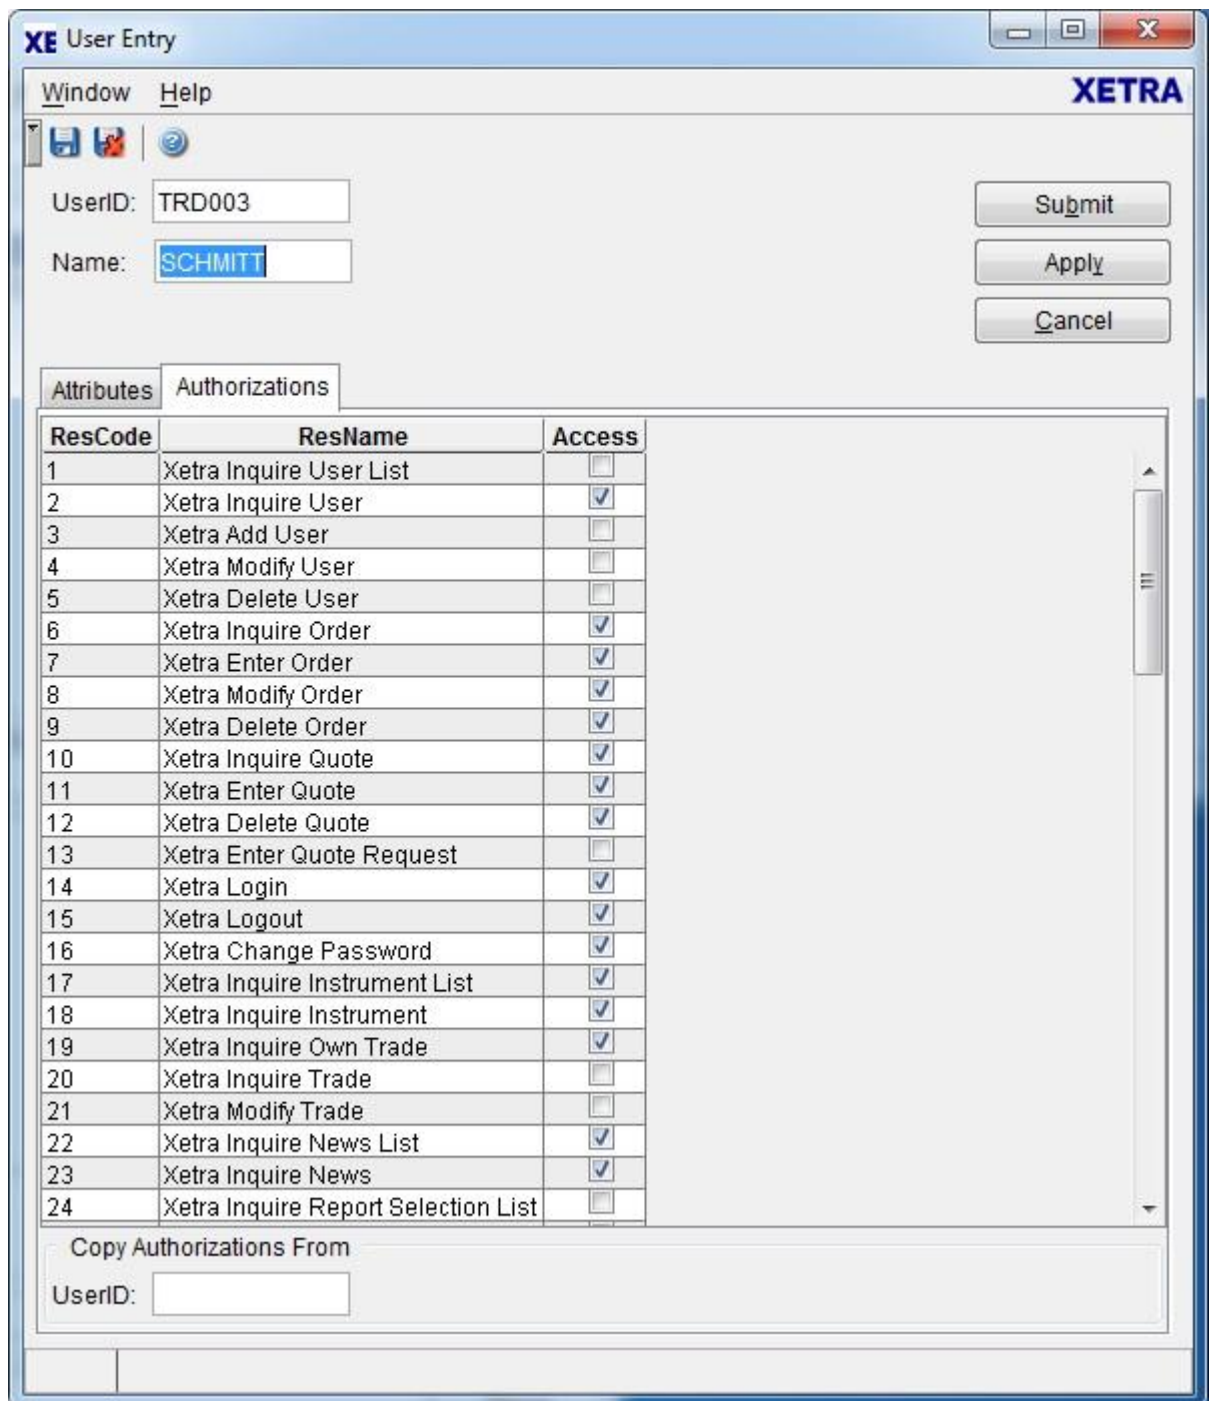 XE User Entry
Window Help XETRA
UserID: TRD003 Submit
Name: SCHMITT Apply
Cancel
Attributes Authorizations
ResCode ResName Access
1 Xetra Inquire User List
2 Xetra Inquire User
3 Xetra Add User
4 Xetra Modify User
5 Xetra Delete User
6 Xetra Inquire Order
7 Xetra Enter Order
8 Xetra Modify Order
9 Xetra Delete Order
10 Xetra Inquire Quote
11 Xetra Enter Quote
12 Xetra Delete Quote
13 Xetra Enter Quote Request
14 Xetra Login
15 Xetra Logout
16 Xetra Change Password
17 Xetra Inquire Instrument List
18 Xetra Inquire Instrument
19 Xetra Inquire Own Trade
20 Xetra Inquire Trade
21 Xetra Modify Trade
22 Xetra Inquire News List
23 Xetra Inquire News
24 Xetra Inquire Report Selection List
Copy Authorizations From
UserID: